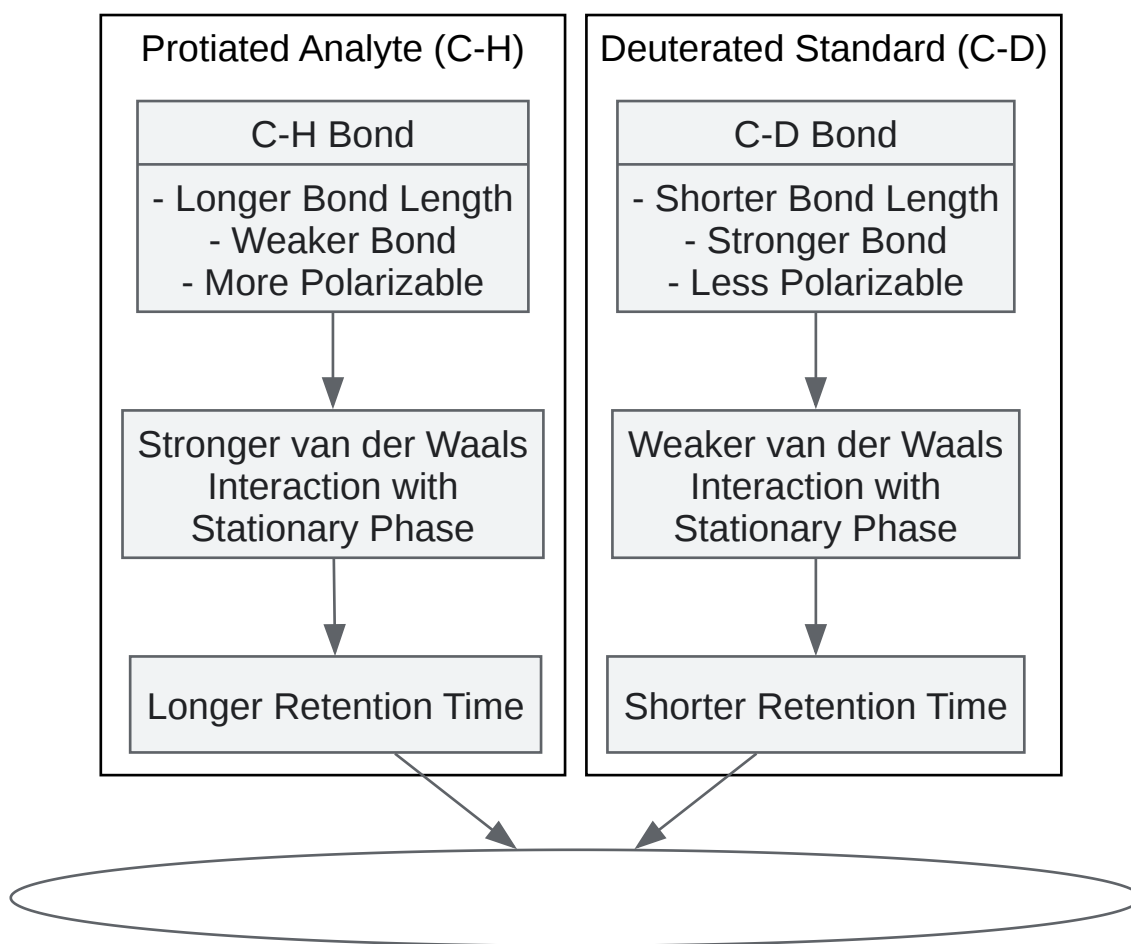 Protiated Analyte (C-H)
C-H Bond
- Longer Bond Length
- Weaker Bond
- More Polarizable
Stronger van der Waals
Interaction with
Stationary Phase
Longer Retention Time
Deuterated Standard (C-D)
C-D Bond
- Shorter Bond Length
- Stronger Bond
- Less Polarizable
Weaker van der Waals
Interaction with
Stationary Phase
Shorter Retention Time